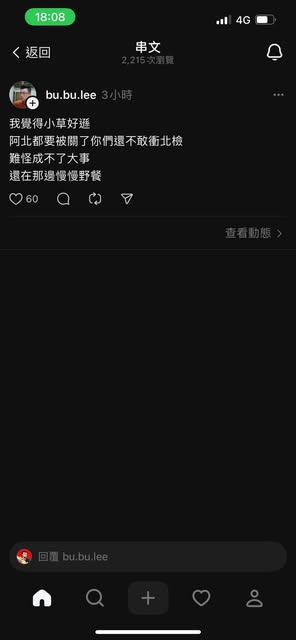 18:08
4G
返回
串文
2,215 次瀏覽
bu.bu.lee 3小時
我覺得小草好遜
阿北都要被關了你們還不敢衝北檢
難怪成不了大事
還在那邊慢慢野餐
60
查看動態
回覆 bu.bu.lee